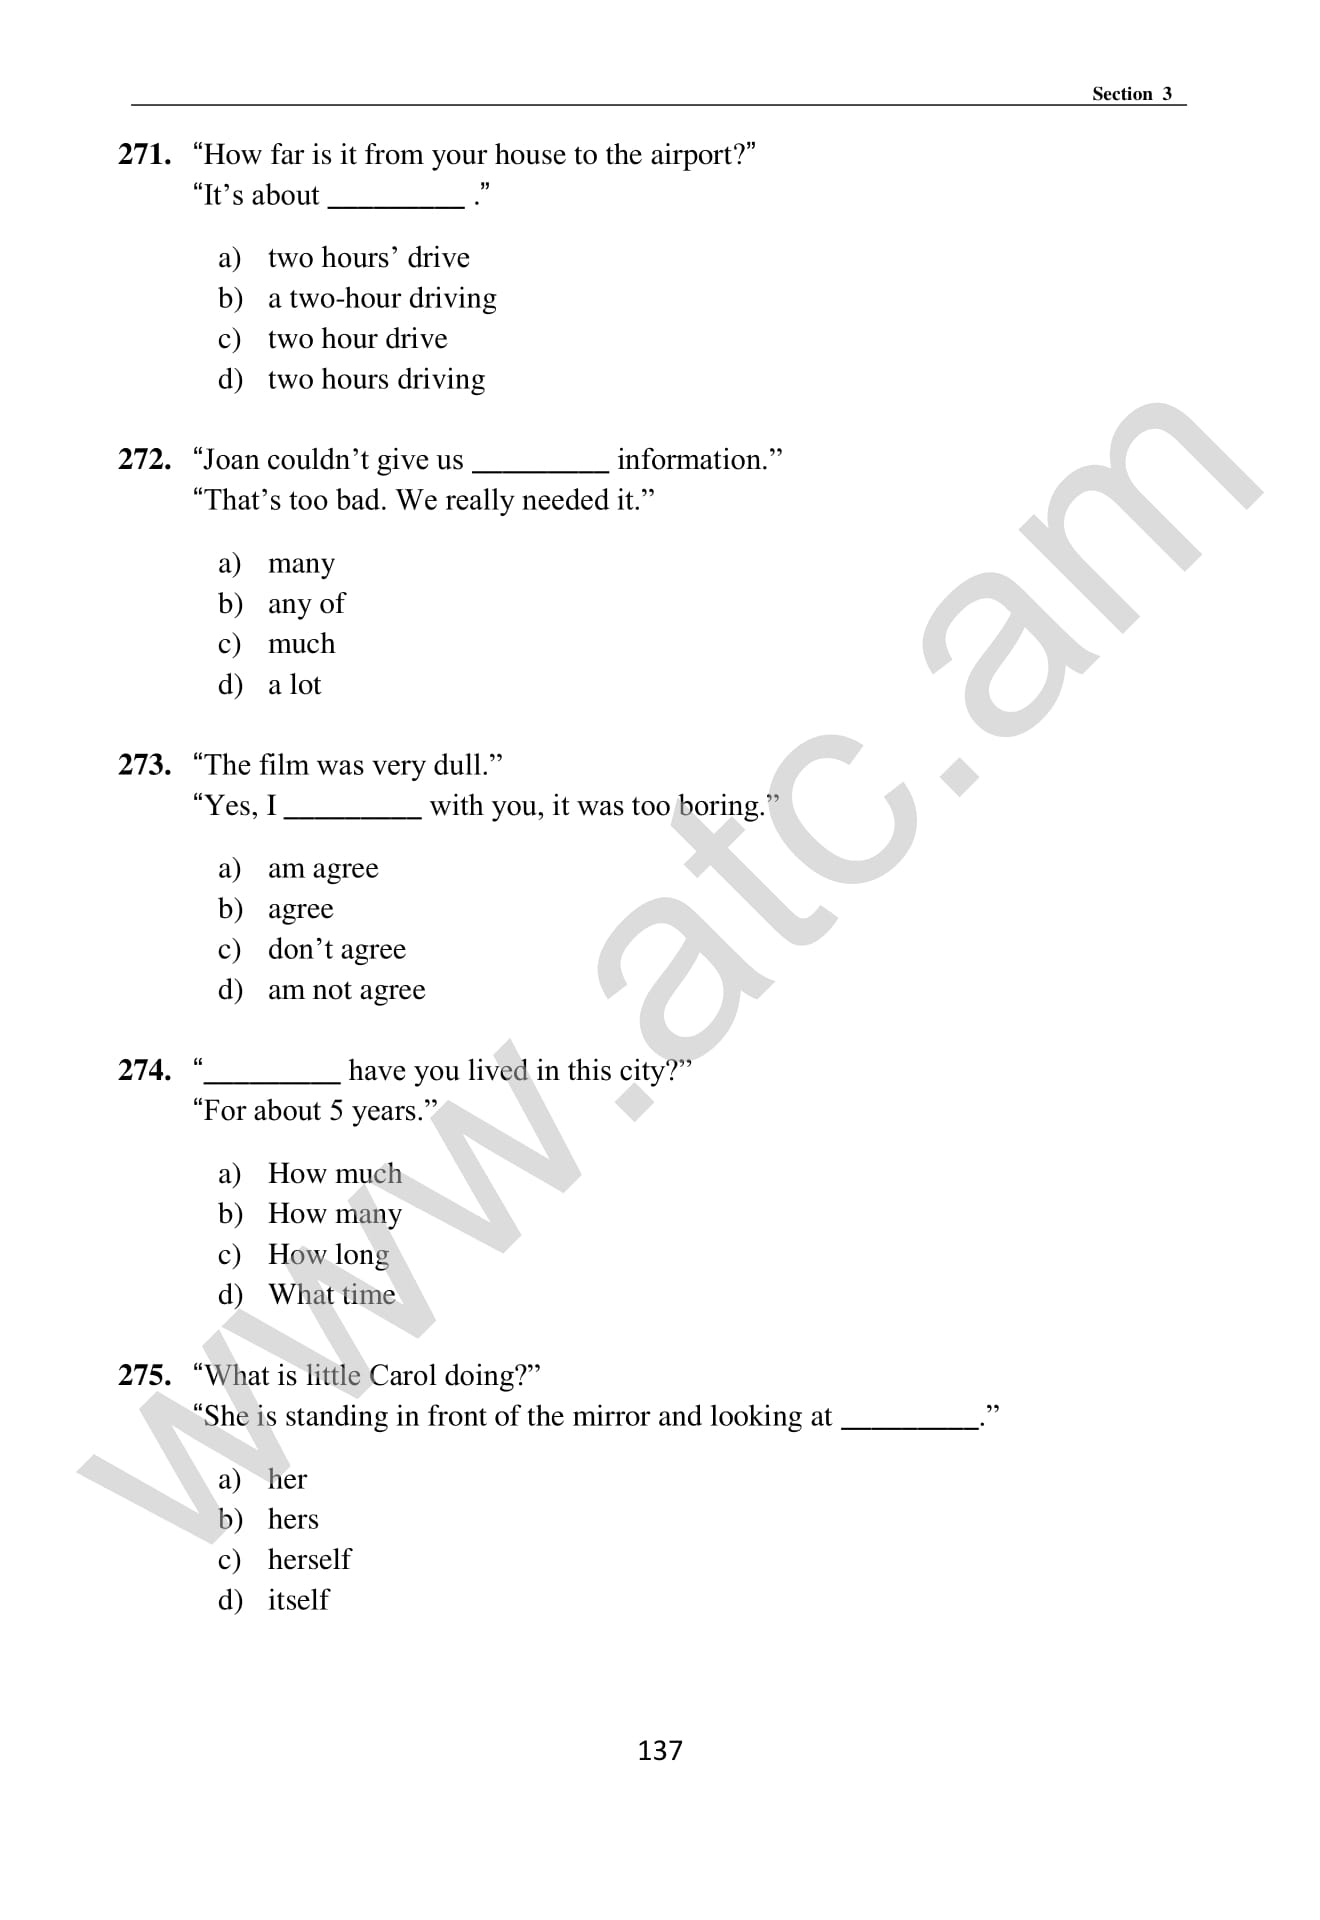 Section 3
271. “How far is it from your house to the airport?”
“It’s about _________ .”
a) two hours’ drive
b) a two-hour driving
c) two hour drive
d) two hours driving
272. “Joan couldn’t give us _________ information.”
“That’s too bad. We really needed it.”
a) many
b) any of
c) much
d) a lot
273. “The film was very dull.”
“Yes, I _________ with you, it was too boring.”
a) am agree
b) agree
c) don’t agree
d) am not agree
274. “_________ have you lived in this city?”
“For about 5 years.”
a) How much
b) How many
c) How long
d) What time
275. “What is little Carol doing?”
“She is standing in front of the mirror and looking at _________.”
a) her
b) hers
c) herself
d) itself
137
www.atc.am